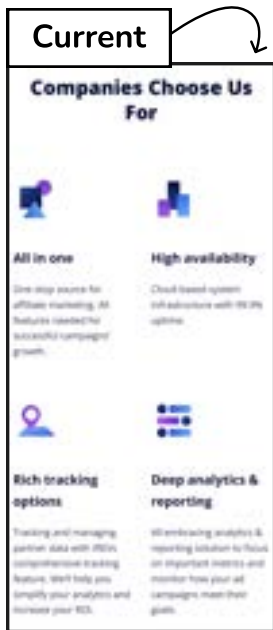 Current
Companies Choose Us
For
All in one
High availability
One stop source for
affiliate marketing. All
features needed for
successful campaigns'
growth.
Cloud based system
infrastructure with 99.9%
uptime.
Rich tracking
options
Deep analytics &
reporting
Tracking and managing
partner data with
comprehensive tracking
feature. We'll help you
simplify your analytics and
increase your ROI.
All embracing analytics &
reporting solution to focus
on important metrics and
monitor how your ad
campaigns meet their
goals.